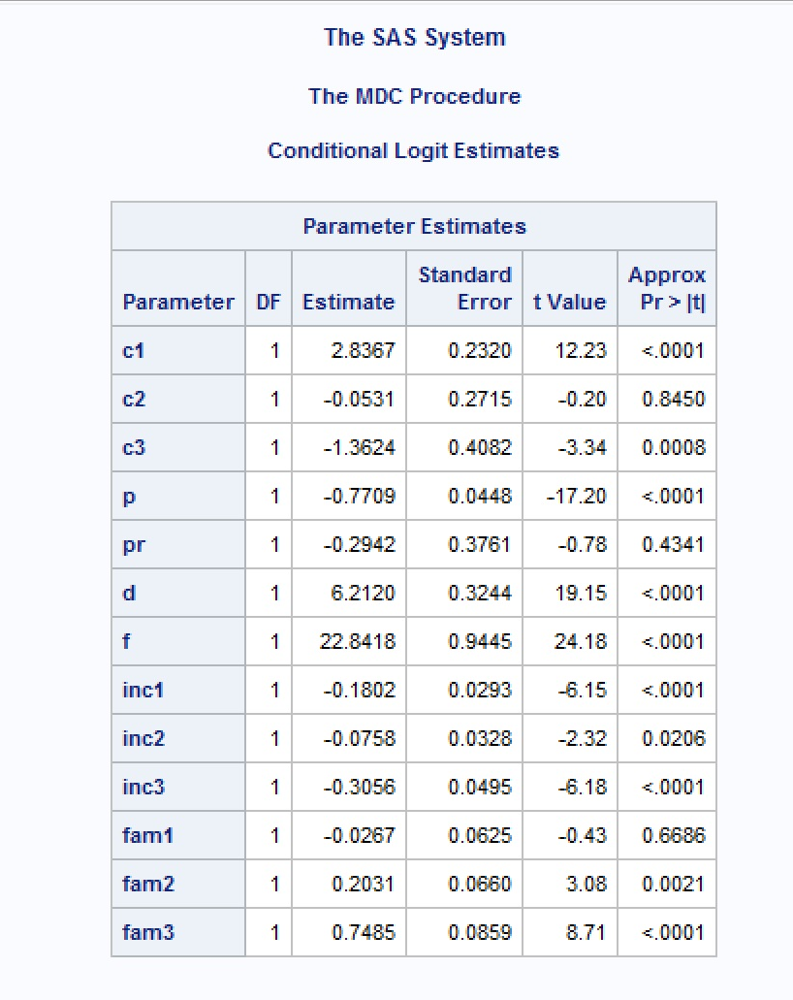 The SAS System
The MDC Procedure
Conditional Logit Estimates
Parameter Estimates
Parameter DF Estimate Standard Error t Value Approx Pr > |t|
c1 1 2.8367 0.2320 12.23 <.0001
c2 1 -0.0531 0.2715 -0.20 0.8450
c3 1 -1.3624 0.4082 -3.34 0.0008
p 1 -0.7709 0.0448 -17.20 <.0001
pr 1 -0.2942 0.3761 -0.78 0.4341
d 1 6.2120 0.3244 19.15 <.0001
f 1 22.8418 0.9445 24.18 <.0001
inc1 1 -0.1802 0.0293 -6.15 <.0001
inc2 1 -0.0758 0.0328 -2.32 0.0206
inc3 1 -0.3056 0.0495 -6.18 <.0001
fam1 1 -0.0267 0.0625 -0.43 0.6686
fam2 1 0.2031 0.0660 3.08 0.0021
fam3 1 0.7485 0.0859 8.71 <.0001